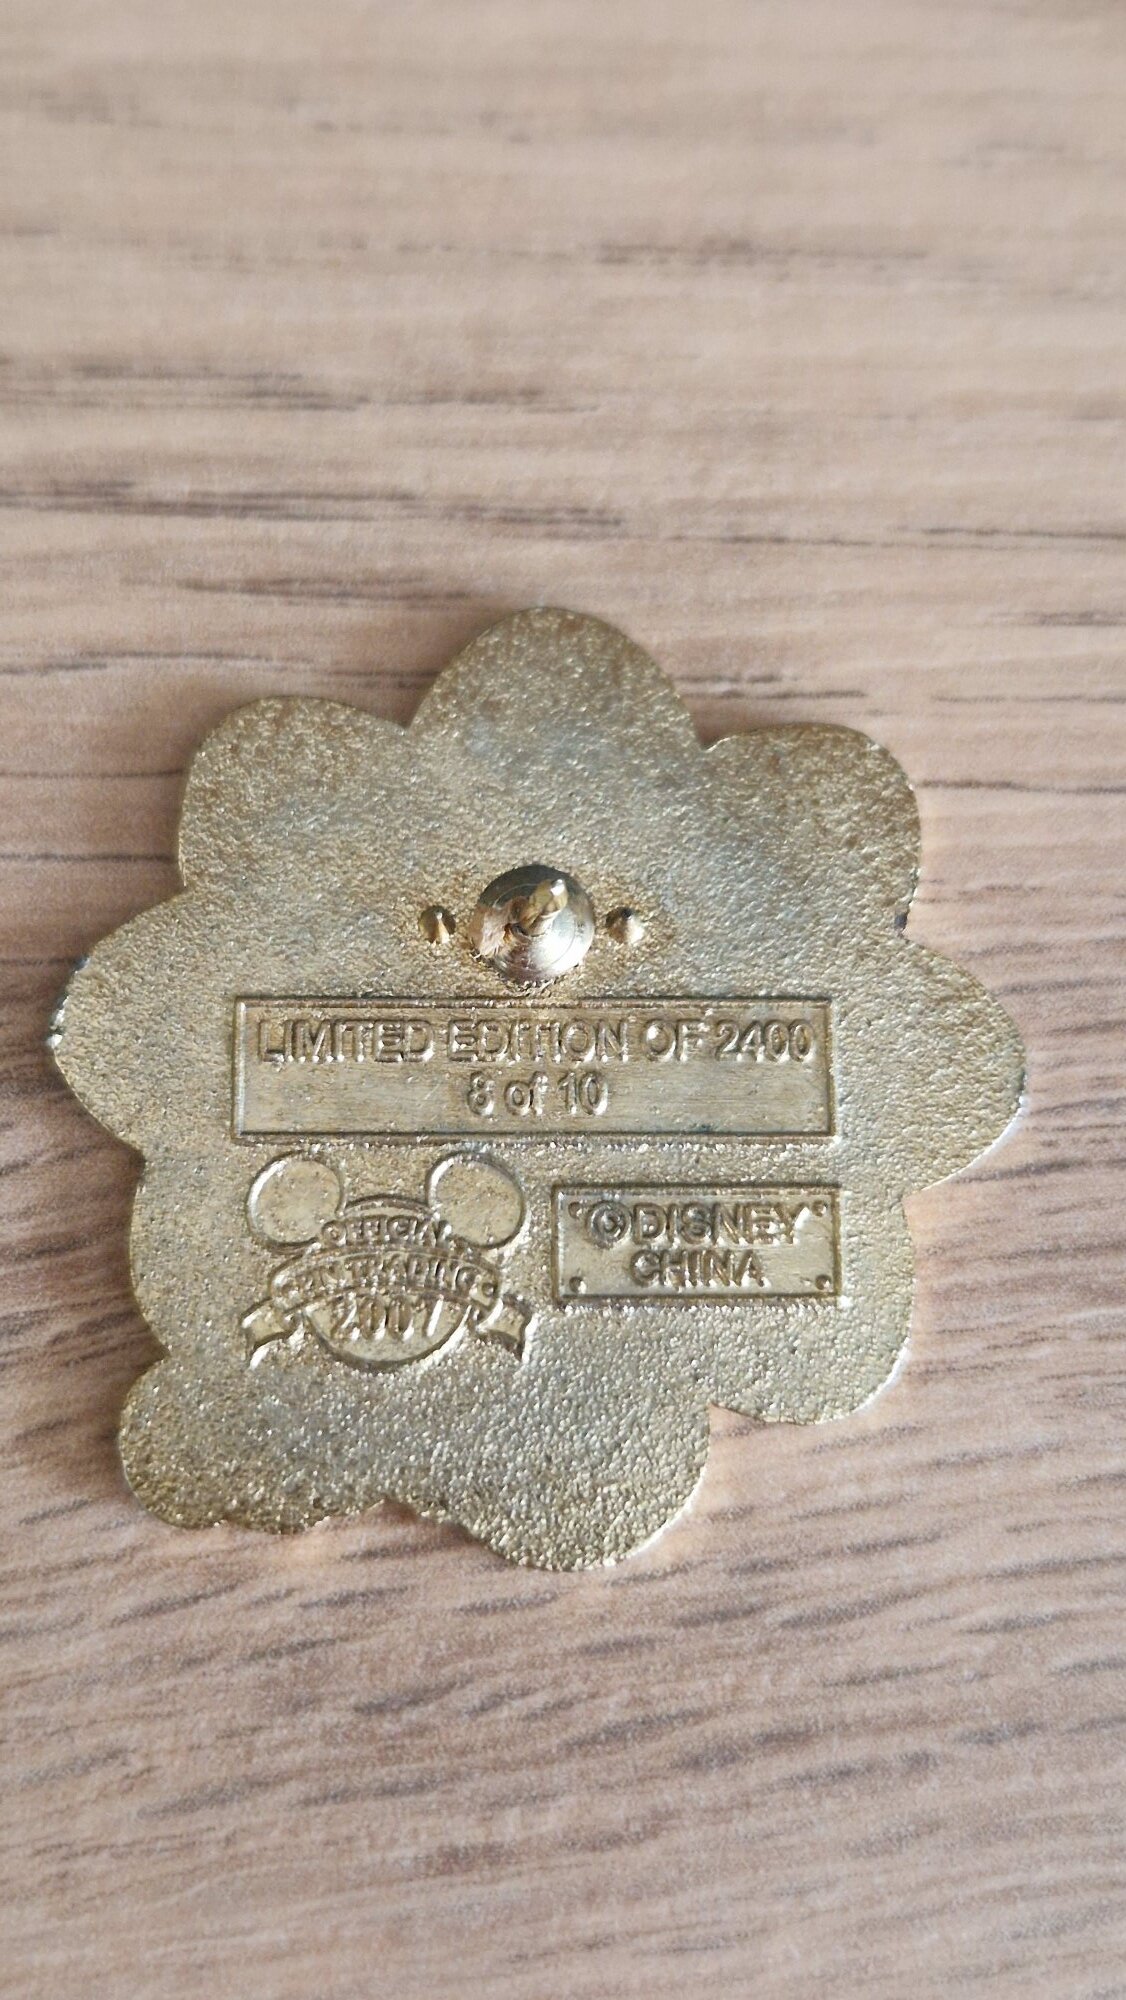 LIMITED EDITION OF 2400
8 of 10
OFFICIAL
PIN TRADING
2007
©DISNEY
CHINA